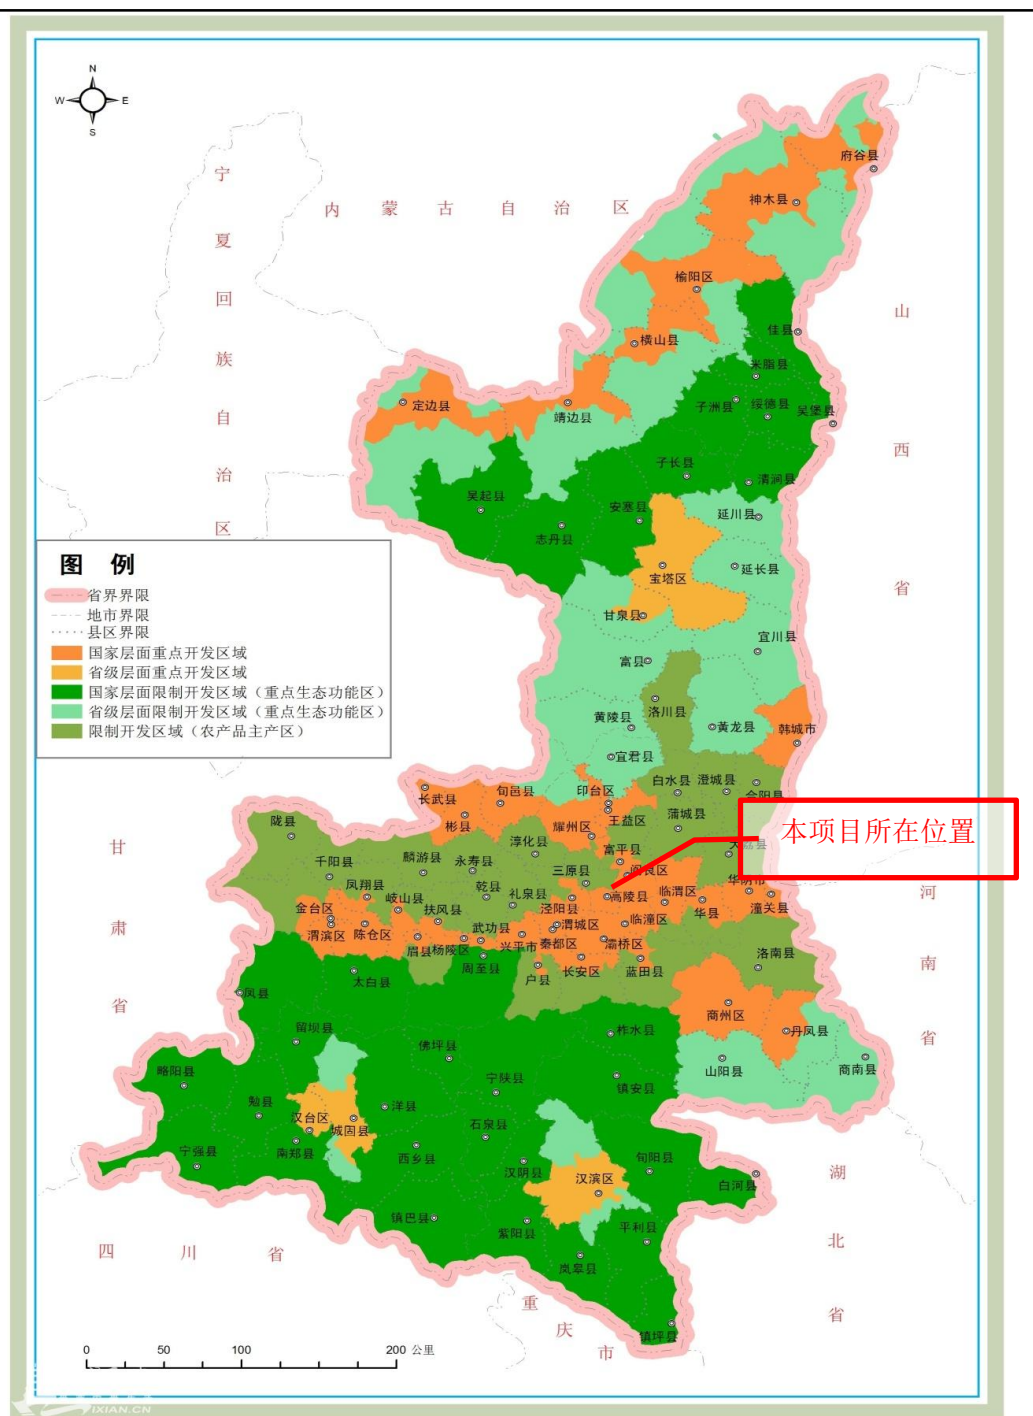 N
W
E
S
宁夏回族自治区
内蒙古自治区
山西省
河南省
湖北省
重庆市
四川省
甘肃省
府谷县
神木县
榆阳区
佳县
横山县
米脂县
定边县
靖边县
子洲县
绥德县
吴堡县
子长县
清涧县
吴起县
安塞县
延川县
志丹县
宝塔区
延长县
甘泉县
宜川县
富县
洛川县
黄陵县
黄龙县
韩城市
宜君县
图 例
省界界限
地市界限
县区界限
国家层面重点开发区域
省级层面重点开发区域
国家层面限制开发区域（重点生态功能区）
省级层面限制开发区域（重点生态功能区）
限制开发区域（农产品主产区）
白水县
澄城县
合阳县
长武县
旬邑县
印台区
彬县
王益区
蒲城县
耀州区
陇县
淳化县
富平县
大荔县
本项目所在位置
千阳县
麟游县
永寿县
三原县
阎良区
华阴市
凤翔县
岐山县
乾县
礼泉县
高陵县
临渭区
金台区
扶风县
泾阳县
华县
潼关县
渭滨区
陈仓区
武功县
渭城区
临潼区
眉县
杨陵区
兴平市
秦都区
灞桥区
洛南县
周至县
户县
长安区
蓝田县
太白县
凤县
商州区
留坝县
柞水县
丹凤县
佛坪县
略阳县
宁陕县
镇安县
山阳县
商南县
勉县
汉台区
洋县
城固县
石泉县
宁强县
南郑县
西乡县
汉阴县
旬阳县
汉滨区
白河县
镇巴县
紫阳县
平利县
岚皋县
镇坪县
0 50 100 200 公里
IXIAN.CN